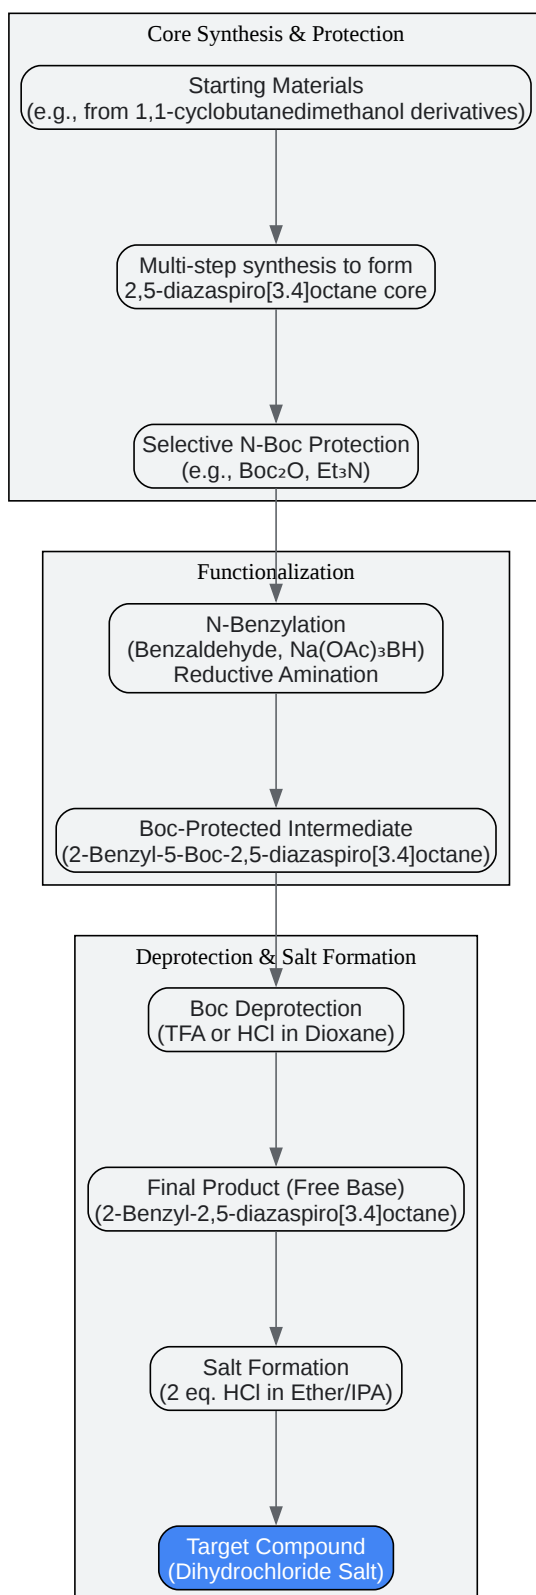 Core Synthesis & Protection
Starting Materials
(e.g., from 1,1-cyclobutanedimethanol derivatives)
Multi-step synthesis to form
2,5-diazaspiro[3.4]octane core
Selective N-Boc Protection
(e.g., Boc₂O, Et₃N)
Functionalization
N-Benzylation
(Benzaldehyde, Na(OAc)₃BH)
Reductive Amination
Boc-Protected Intermediate
(2-Benzyl-5-Boc-2,5-diazaspiro[3.4]octane)
Deprotection & Salt Formation
Boc Deprotection
(TFA or HCl in Dioxane)
Final Product (Free Base)
(2-Benzyl-2,5-diazaspiro[3.4]octane)
Salt Formation
(2 eq. HCl in Ether/IPA)
Target Compound
(Dihydrochloride Salt)